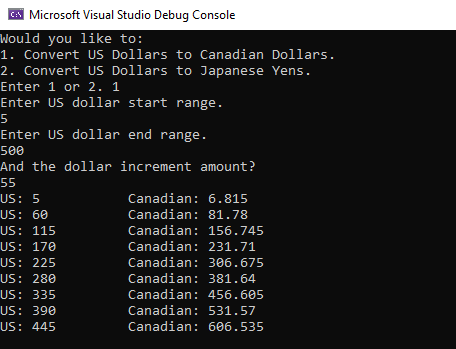 Microsoft Visual Studio Debug Console
Would you like to:
1. Convert US Dollars to Canadian Dollars.
2. Convert US Dollars to Japanese Yens.
Enter 1 or 2. 1
Enter US dollar start range.
5
Enter US dollar end range.
500
And the dollar increment amount?
55
US: 5 Canadian: 6.815
US: 60 Canadian: 81.78
US: 115 Canadian: 156.745
US: 170 Canadian: 231.71
US: 225 Canadian: 306.675
US: 280 Canadian: 381.64
US: 335 Canadian: 456.605
US: 390 Canadian: 531.57
US: 445 Canadian: 606.535